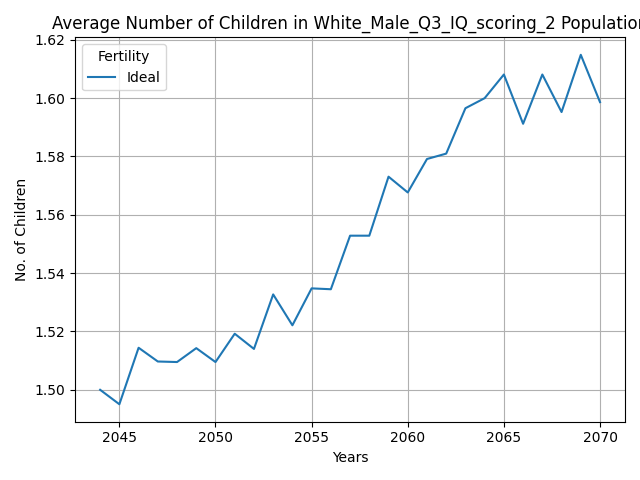 Average Number of Children in White_Male_Q3_IQ_scoring_2 Population
1.62
Fertility
Ideal
1.60
1.58
1.56
1.54
1.52
1.50
No. of Children
2045 2050 2055 2060 2065 2070
Years